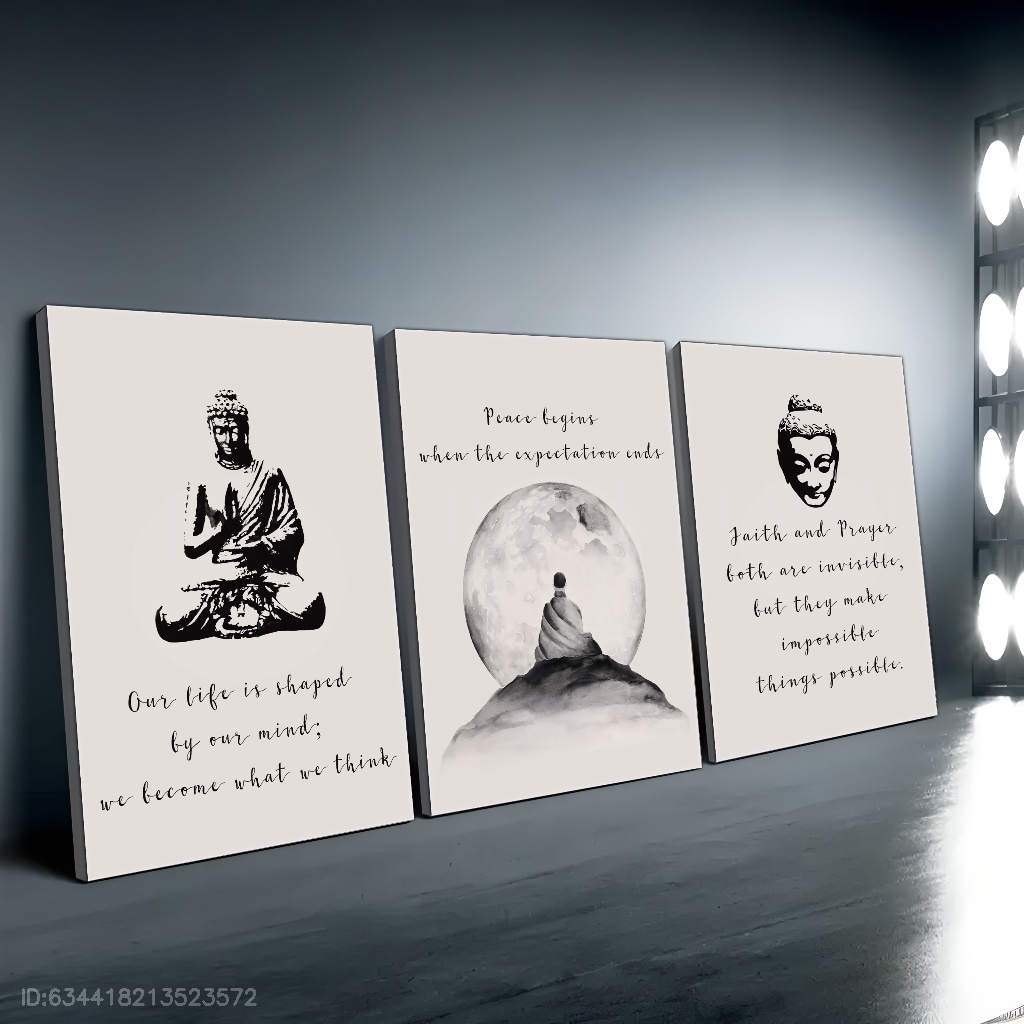 Our life is shaped
by our mind;
we become what we think
Peace begins
when the expectation ends
Faith and Prayer
both are invisible,
but they make
impossible
things possible.
ID:634418213523572